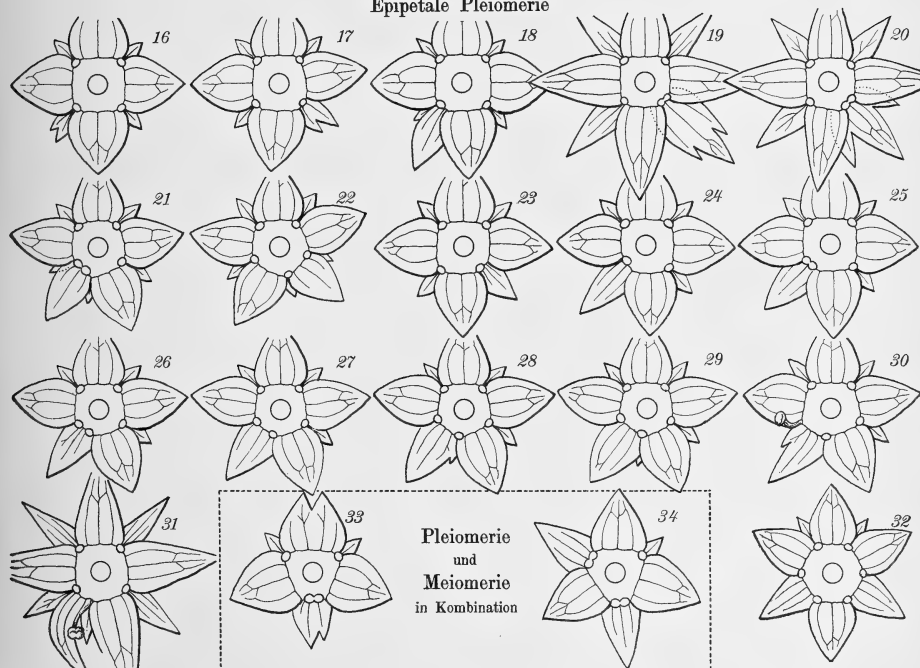 Epipetale Pleiomerie
16 17 18 19 20
21 22 23 24 25
26 27 28 29 30
31 33 34 32
Pleiomerie
und
Meiomerie
in Kombination